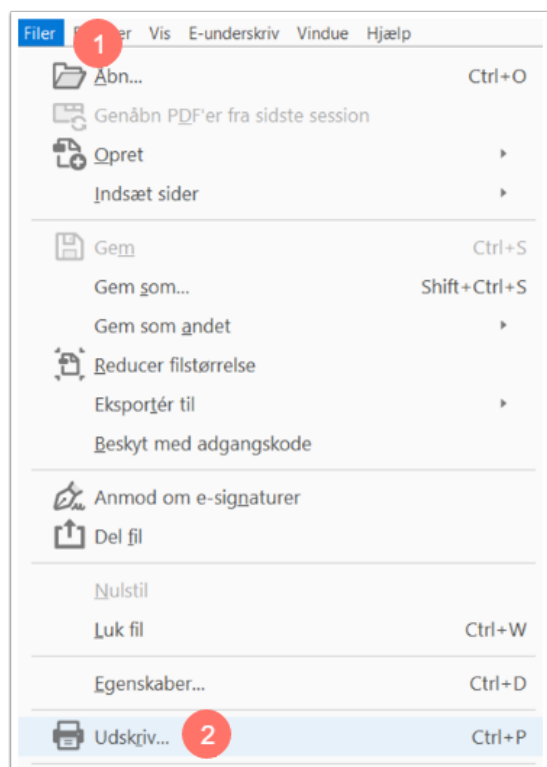 Filer 1 er Vis E-underskriv Vindue Hjælp
Åbn... Ctrl+O
Genåbn PDF'er fra sidste session
Opret
Indsæt sider
Gem Ctrl+S
Gem som... Shift+Ctrl+S
Gem som andet
Reducer filstørrelse
Eksportér til
Beskyt med adgangskode
Anmod om e-signaturer
Del fil
Nulstil
Luk fil Ctrl+W
Egenskaber... Ctrl+D
Udskriv... 2 Ctrl+P